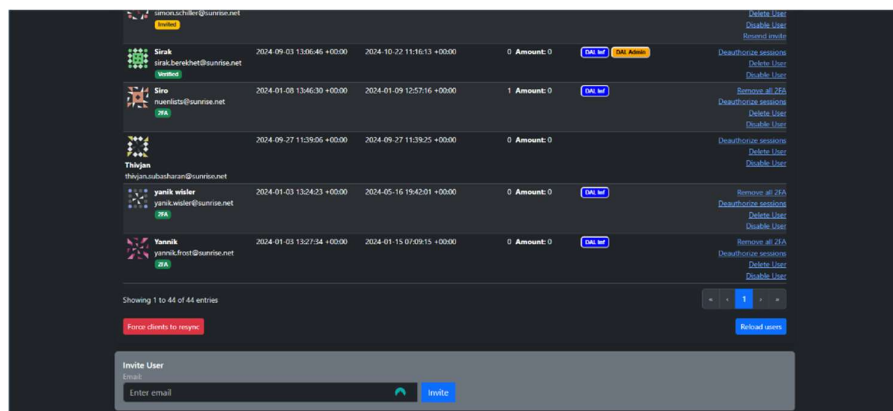 simon.schiller@sunrise.net
Invited
Delete User
Disable User
Resend invite
Sirak 2024-09-03 13:06:46 +00:00 2024-10-22 11:16:13 +00:00 0 Amount: 0 DAL Inf DAL Admin Deauthorize sessions
sirak.berekhet@sunrise.net Delete User
Verified Disable User
Siro 2024-01-08 13:46:30 +00:00 2024-01-09 12:57:16 +00:00 1 Amount: 0 DAL Inf Remove all 2FA
nuenlists@sunrise.net Deauthorize sessions
2FA Delete User
Disable User
2024-09-27 11:39:06 +00:00 2024-09-27 11:39:25 +00:00 0 Amount: 0 Deauthorize sessions
Delete User
Thivjan Disable User
thivjan.subasharan@sunrise.net
yanik wisler 2024-01-03 13:24:23 +00:00 2024-05-16 19:42:01 +00:00 0 Amount: 0 DAL Inf Remove all 2FA
yanik.wisler@sunrise.net Deauthorize sessions
2FA Delete User
Disable User
Yannik 2024-01-03 13:27:34 +00:00 2024-01-15 07:09:15 +00:00 0 Amount: 0 DAL Inf Remove all 2FA
yannik.frost@sunrise.net Deauthorize sessions
2FA Delete User
Disable User
Showing 1 to 44 of 44 entries « ‹ 1 › »
Force clients to resync Reload users
Invite User
Email:
Enter email Invite